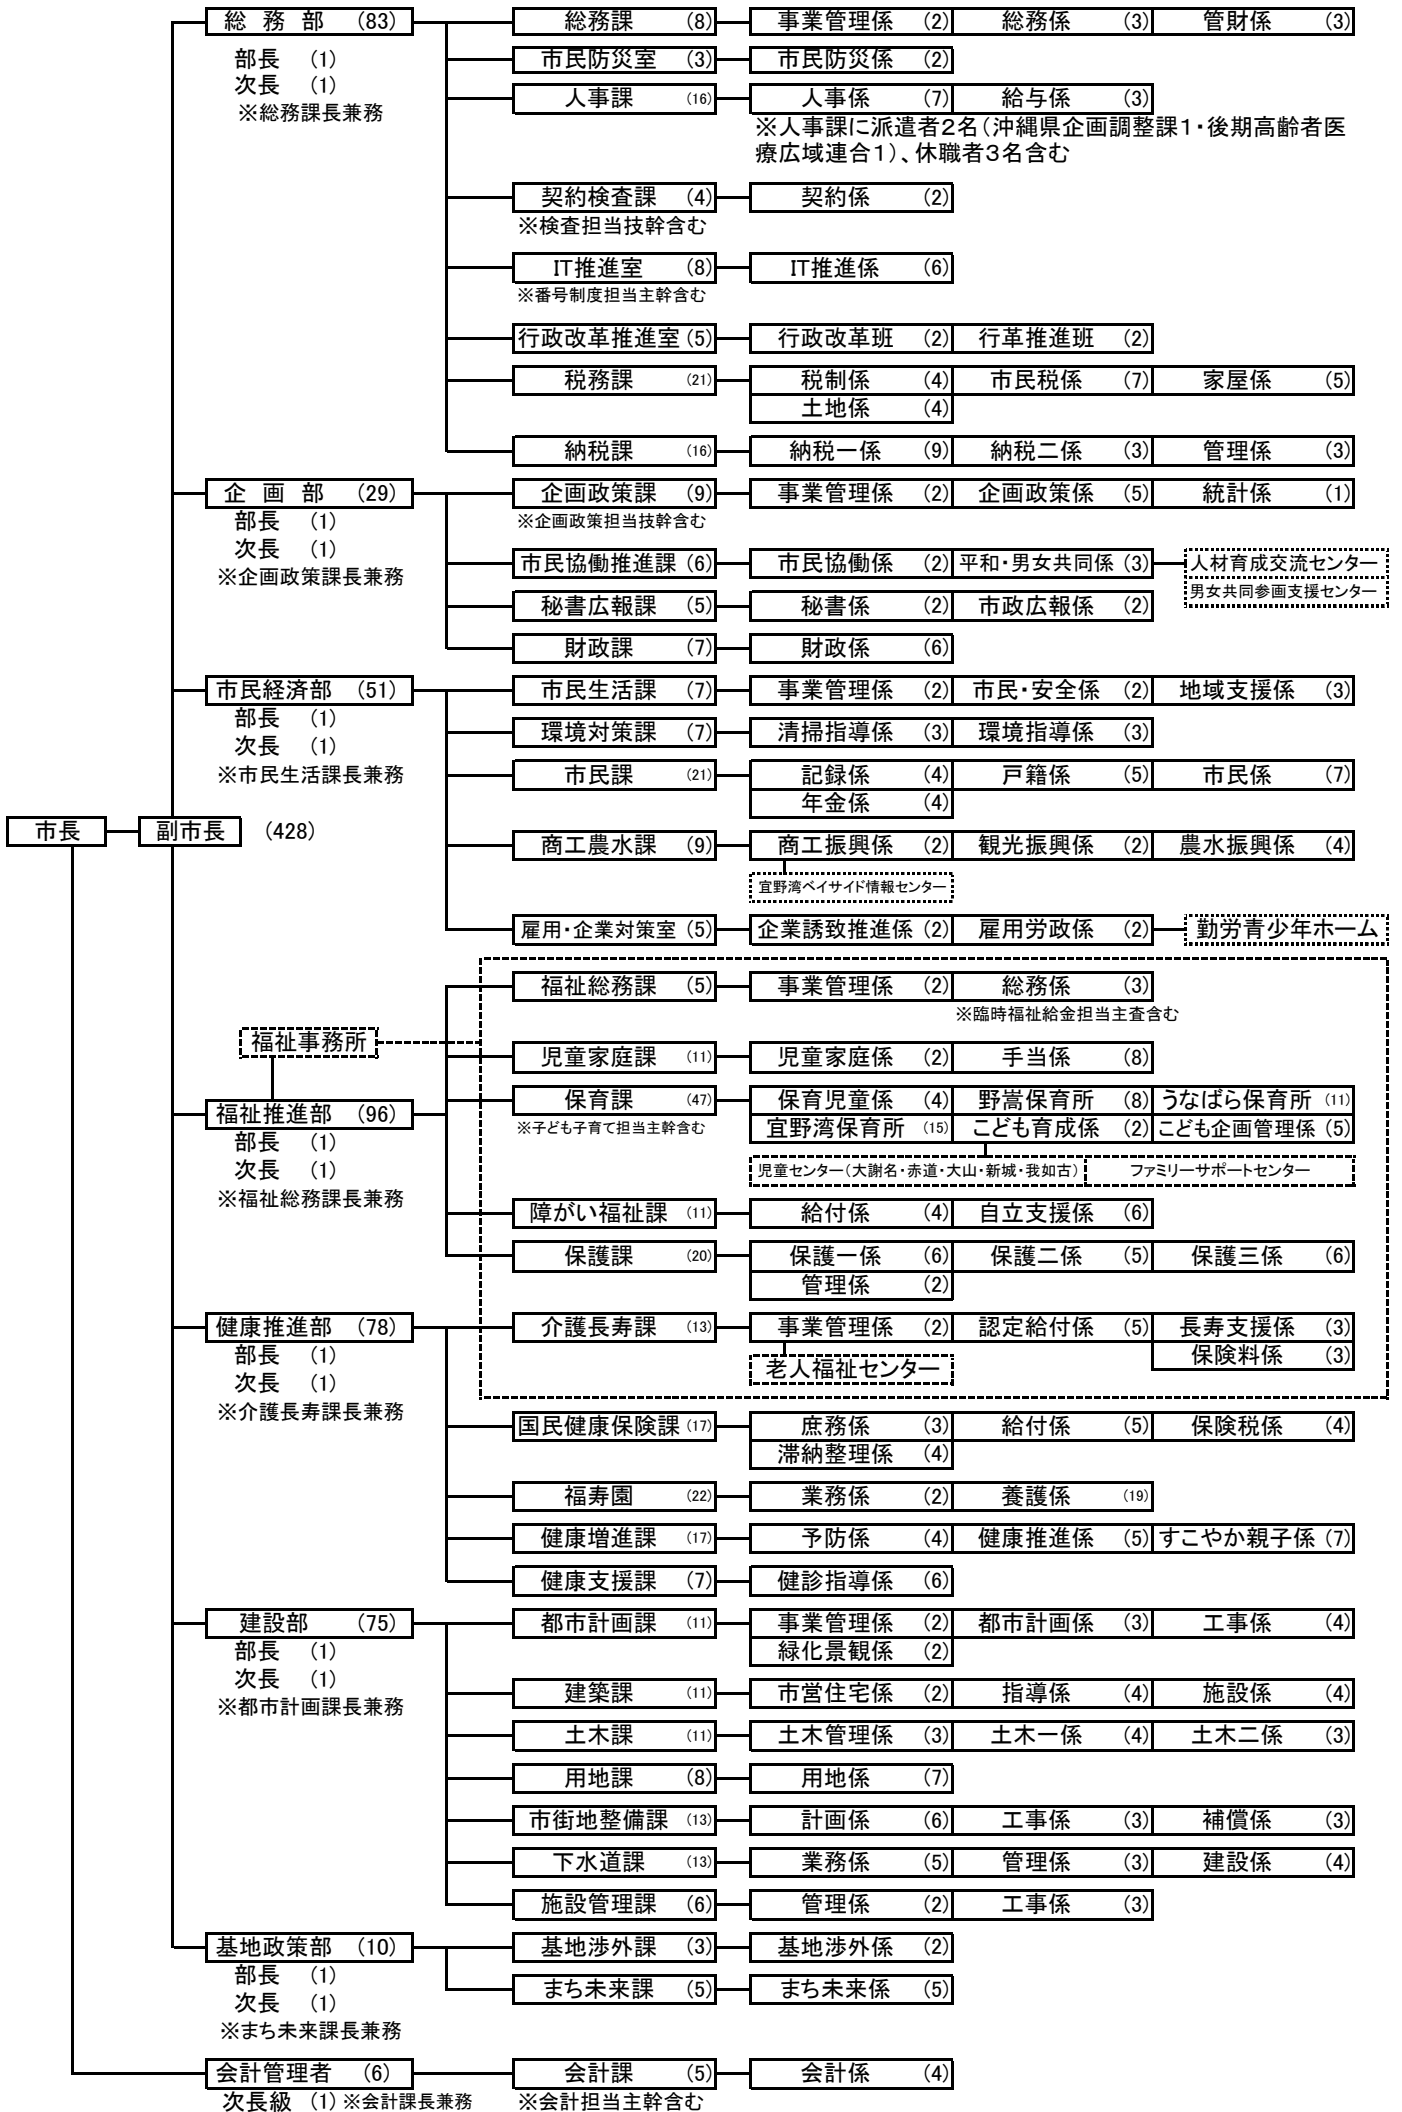 総 務 部 (83) 総務課 (8) 事業管理係 (2) 総務係 (3) 管財係 (3)
部長 (1) 市民防災室 (3) 市民防災係 (2)
次長 (1) 人事課 (16) 人事係 (7) 給与係 (3)
※総務課長兼務
※人事課に派遣者2名(沖縄県企画調整課1・後期高齢者医
療広域連合1)、休職者3名含む
契約検査課 (4) 契約係 (2)
※検査担当技幹含む
IT推進室 (8) IT推進係 (6)
※番号制度担当主幹含む
行政改革推進室 (5) 行政改革班 (2) 行革推進班 (2)
税務課 (21) 税制係 (4) 市民税係 (7) 家屋係 (5)
土地係 (4)
納税課 (16) 納税一係 (9) 納税二係 (3) 管理係 (3)
企 画 部 (29) 企画政策課 (9) 事業管理係 (2) 企画政策係 (5) 統計係 (1)
部長 (1) ※企画政策担当技幹含む
次長 (1)
※企画政策課長兼務
市民協働推進課 (6) 市民協働係 (2) 平和・男女共同係 (3) 人材育成交流センター
男女共同参画支援センター
秘書広報課 (5) 秘書係 (2) 市政広報係 (2)
財政課 (7) 財政係 (6)
市民経済部 (51) 市民生活課 (7) 事業管理係 (2) 市民・安全係 (2) 地域支援係 (3)
部長 (1)
次長 (1) 環境対策課 (7) 清掃指導係 (3) 環境指導係 (3)
※市民生活課長兼務 市民課 (21) 記録係 (4) 戸籍係 (5) 市民係 (7)
年金係 (4)
市長 副市長 (428)
商工農水課 (9) 商工振興係 (2) 観光振興係 (2) 農水振興係 (4)
宜野湾ベイサイド情報センター
雇用・企業対策室 (5) 企業誘致推進係 (2) 雇用労政係 (2) 勤労青少年ホーム
福祉総務課 (5) 事業管理係 (2) 総務係 (3)
※臨時福祉給金担当主査含む
福祉事務所
児童家庭課 (11) 児童家庭係 (2) 手当係 (8)
保育課 (47) 保育児童係 (4) 野嵩保育所 (8) うなばら保育所 (11)
福祉推進部 (96)
部長 (1) ※子ども子育て担当主幹含む 宜野湾保育所 (15) こども育成係 (2) こども企画管理係 (5)
次長 (1) 児童センター(大謝名・赤道・大山・新城・我如古) ファミリーサポートセンター
※福祉総務課長兼務
障がい福祉課 (11) 給付係 (4) 自立支援係 (6)
保護課 (20) 保護一係 (6) 保護二係 (5) 保護三係 (6)
管理係 (2)
健康推進部 (78) 介護長寿課 (13) 事業管理係 (2) 認定給付係 (5) 長寿支援係 (3)
部長 (1) 保険料係 (3)
次長 (1) 老人福祉センター
※介護長寿課長兼務
国民健康保険課 (17) 庶務係 (3) 給付係 (5) 保険税係 (4)
滞納整理係 (4)
福寿園 (22) 業務係 (2) 養護係 (19)
健康増進課 (17) 予防係 (4) 健康推進係 (5) すこやか親子係 (7)
健康支援課 (7) 健診指導係 (6)
建設部 (75) 都市計画課 (11) 事業管理係 (2) 都市計画係 (3) 工事係 (4)
部長 (1) 緑化景観係 (2)
次長 (1)
※都市計画課長兼務
建築課 (11) 市営住宅係 (2) 指導係 (4) 施設係 (4)
土木課 (11) 土木管理係 (3) 土木一係 (4) 土木二係 (3)
用地課 (8) 用地係 (7)
市街地整備課 (13) 計画係 (6) 工事係 (3) 補償係 (3)
下水道課 (13) 業務係 (5) 管理係 (3) 建設係 (4)
施設管理課 (6) 管理係 (2) 工事係 (3)
基地政策部 (10) 基地渉外課 (3) 基地渉外係 (2)
部長 (1)
次長 (1) まち未来課 (5) まち未来係 (5)
※まち未来課長兼務
会計管理者 (6) 会計課 (5) 会計係 (4)
次長級 (1) ※会計課長兼務 ※会計担当主幹含む